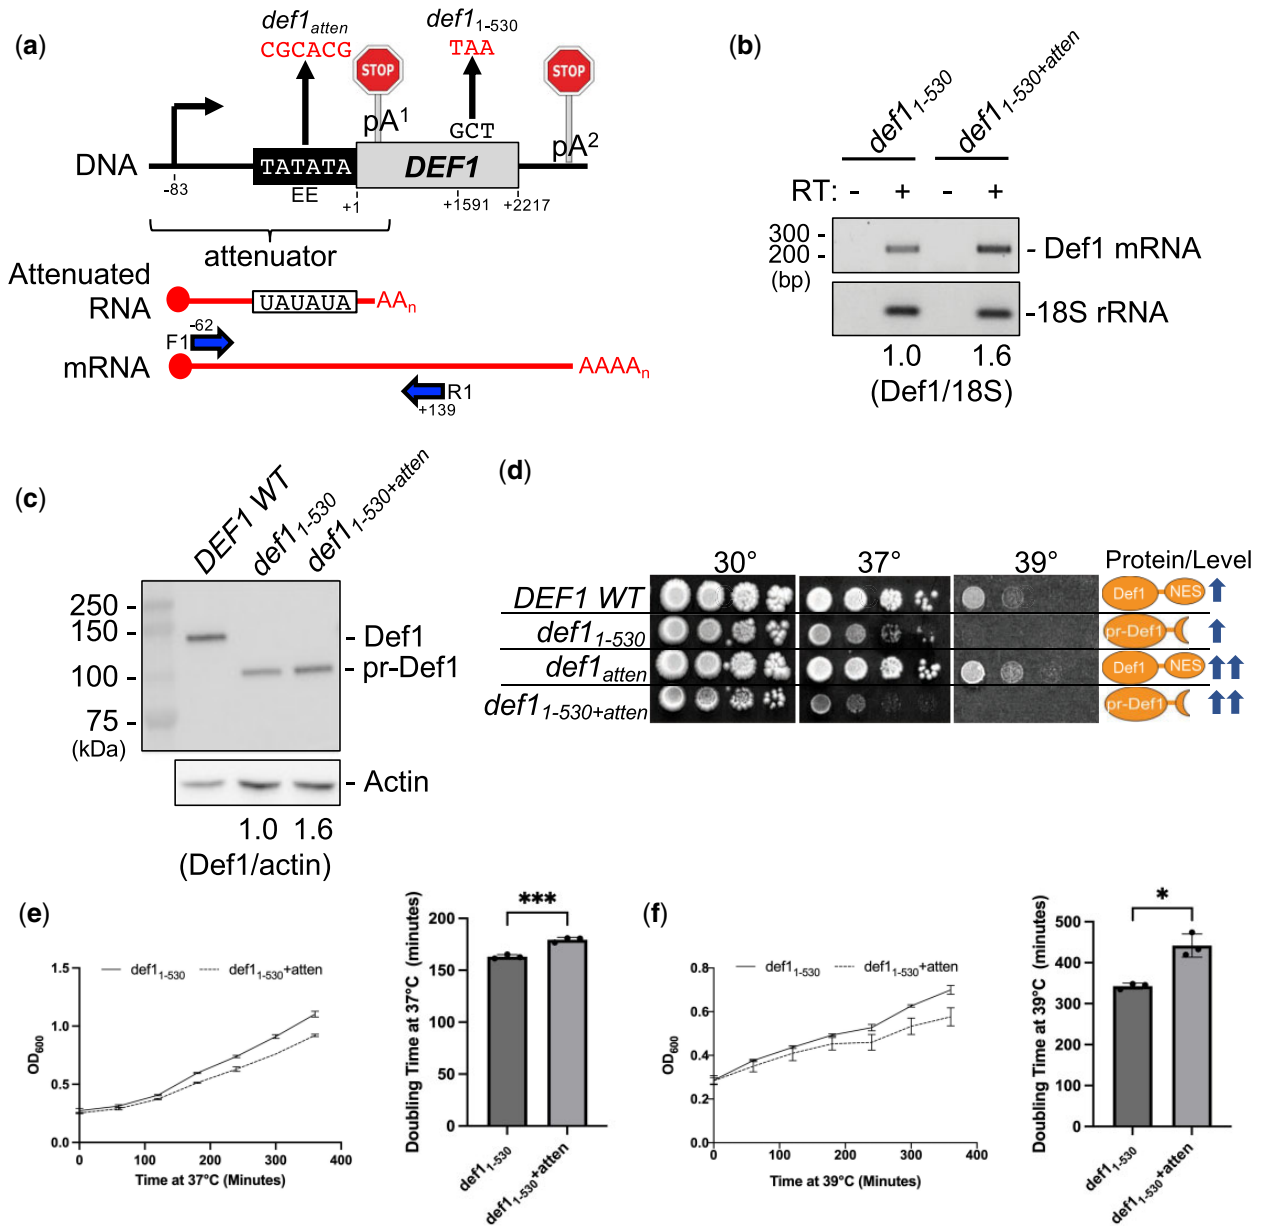 (a)
def1atten
def11-530
CGCACG
TAA
STOP
STOP
pA1
GCT
pA2
DNA
TATATA
DEF1
-83
EE
+1
+1591
+2217
attenuator
Attenuated
RNA
UAUAUA
AAn
-62
F1
mRNA
AAAAn
R1
+139
(b)
def11-530
def11-530+atten
RT: - + - +
300 -
200 -
(bp)
- Def1 mRNA
-18S rRNA
1.0 1.6
(Def1/18S)
(c)
DEF1 WT
def11-530
def11-530+atten
250 -
150 -
100 -
75 -
(kDa)
- Def1
- pr-Def1
- Actin
1.0 1.6
(Def1/actin)
(d)
30° 37° 39° Protein/Level
DEF1 WT
Def1 NES
def11-530
pr-Def1
def1atten
Def1 NES
def11-530+atten
pr-Def1
(e)
def11-530 def11-530+atten
OD600
1.5
1.0
0.5
0.0
0 100 200 300 400
Time at 37°C (Minutes)
Doubling Time at 37°C (minutes)
***
200
150
100
50
0
def11-530
def11-530+atten
(f)
def11-530 def11-530+atten
OD600
0.8
0.6
0.4
0.2
0.0
0 100 200 300 400
Time at 39°C (Minutes)
Doubling Time at 39°C (minutes)
*
500
400
300
200
100
0
def11-530
def11-530+atten